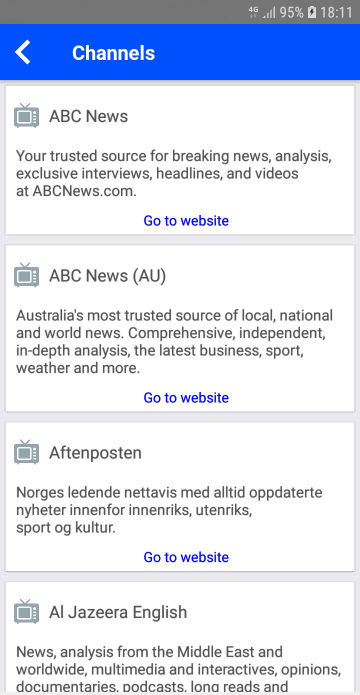 4G 95% 18:11
Channels
ABC News
Your trusted source for breaking news, analysis,
exclusive interviews, headlines, and videos
at ABCNews.com.
Go to website
ABC News (AU)
Australia's most trusted source of local, national
and world news. Comprehensive, independent,
in-depth analysis, the latest business, sport,
weather and more.
Go to website
Aftenposten
Norges ledende nettavis med alltid oppdaterte
nyheter innenfor innenriks, utenriks,
sport og kultur.
Go to website
Al Jazeera English
News, analysis from the Middle East and
worldwide, multimedia and interactives, opinions,
documentaries, podcasts, long reads and